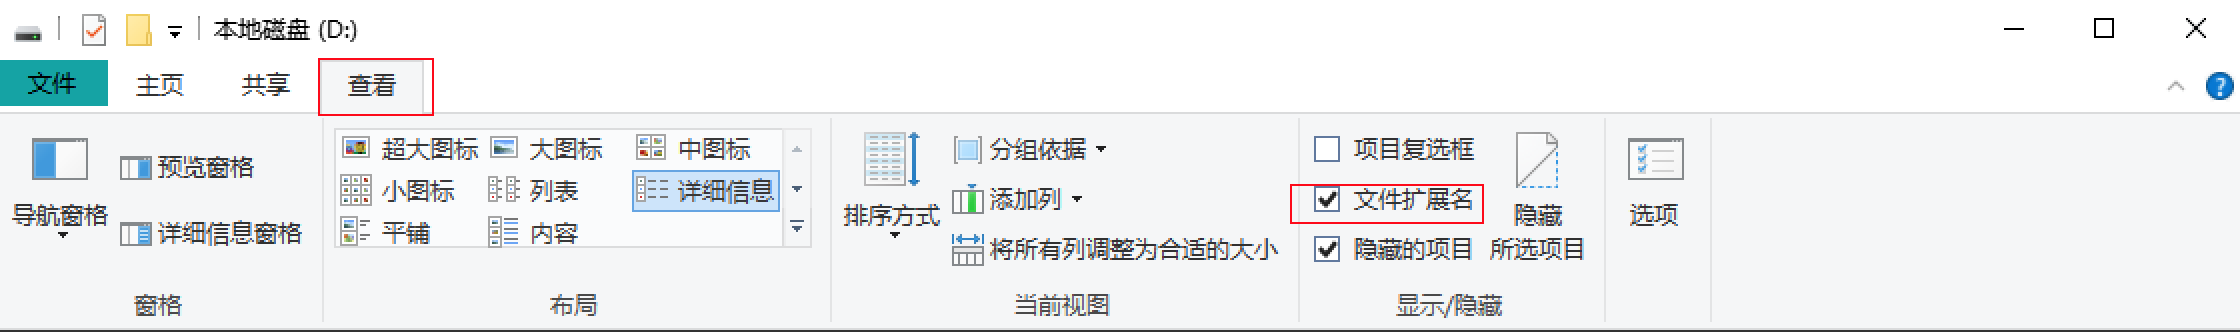 本地磁盘 (D:)
文件 主页 共享 查看
导航窗格
预览窗格
详细信息窗格
窗格
超大图标 大图标 中图标
小图标 列表 详细信息
平铺 内容
布局
排序方式
分组依据
添加列
将所有列调整为合适的大小
当前视图
项目复选框
文件扩展名
隐藏的项目
隐藏
所选项目
显示/隐藏
选项